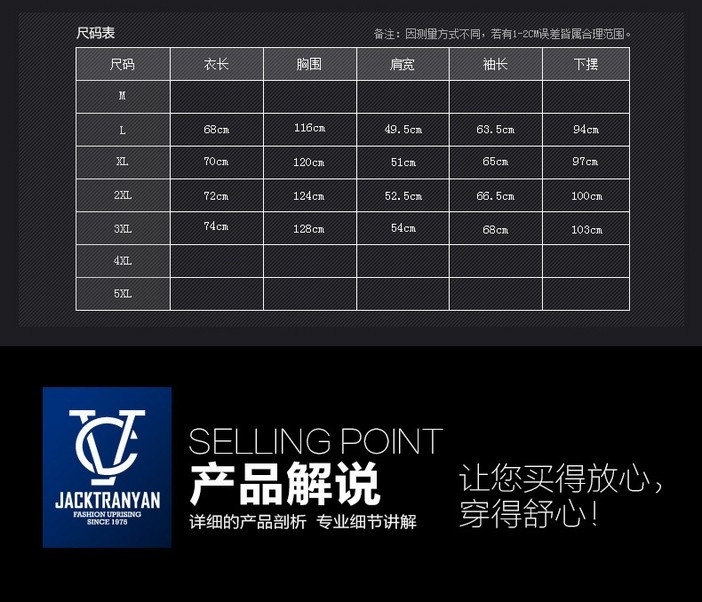 尺码表
备注：因测量方式不同，若有1-2CM误差皆属合理范围。
尺码 衣长 胸围 肩宽 袖长 下摆
M
L 68cm 116cm 49.5cm 63.5cm 94cm
XL 70cm 120cm 51cm 65cm 97cm
2XL 72cm 124cm 52.5cm 66.5cm 100cm
3XL 74cm 128cm 54cm 68cm 103cm
4XL
5XL
JACKTRANYAN
FASHION UPRISING
SINCE 1975
SELLING POINT
产品解说
详细的产品剖析 专业细节讲解
让您买得放心，
穿得舒心！